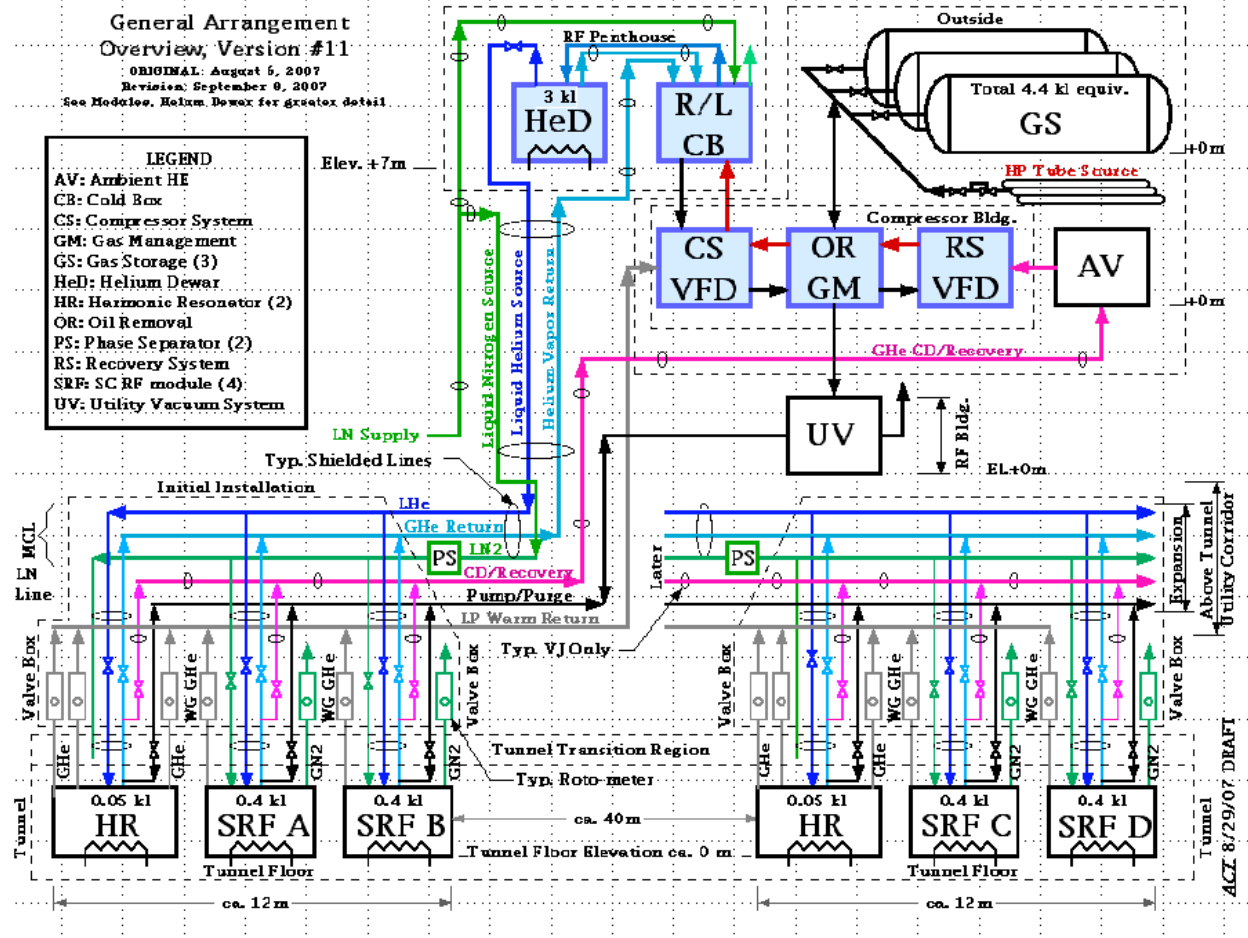 General Arrangement
Overview, Version #11
ORIGINAL: August 6, 2007
Revision: September 8, 2007
See Modules, Helium Dewar for greater detail
LEGEND
AV: Ambient HE
CB: Cold Box
CS: Compressor System
GM: Gas Management
GS: Gas Storage (3)
HeD: Helium Dewar
HR: Harmonic Resonator (2)
OR: Oil Removal
PS: Phase Separator (2)
RS: Recovery System
SRF: SC RF module (4)
UV: Utility Vacuum System
RF Penthouse
3 kl
HeD
R/L
CB
Elev. +7m
Outside
Total 4.4 kl equiv.
GS
+0m
HP Tube Source
Compressor Bldg.
CS
VFD
OR
GM
RS
VFD
AV
+0m
GHe CD/Recovery
Liquid Nitrogen Source
Liquid Helium Source
Helium Vapor Return
LN Supply
UV
RF Bldg.
EL+0m
Typ. Shielded Lines
Initial Installation
MCL
LN
Line
LHe
GHe Return
LN2
PS
CD/Recovery
Pump/Purge
LP Warm Return
Later
PS
Expansion
Above Tunnel
Utility Corridor
Typ. VJ Only
Valve Box
WG GHe
WG GHe
Valve Box
Valve Box
WG GHe
WG GHe
Valve Box
GHe
GHe
GN2
GHe
GHe
GN2
Tunnel Transition Region
Typ. Roto-meter
Tunnel
0.05 kl
HR
0.4 kl
SRF A
0.4 kl
SRF B
ca. 40m
0.05 kl
HR
0.4 kl
SRF C
0.4 kl
SRF D
Tunnel
Tunnel Floor
Tunnel Floor Elevation ca. 0 m
Tunnel Floor
ca. 12m
ca. 12m
ACZ 8/29/07 DRAFT